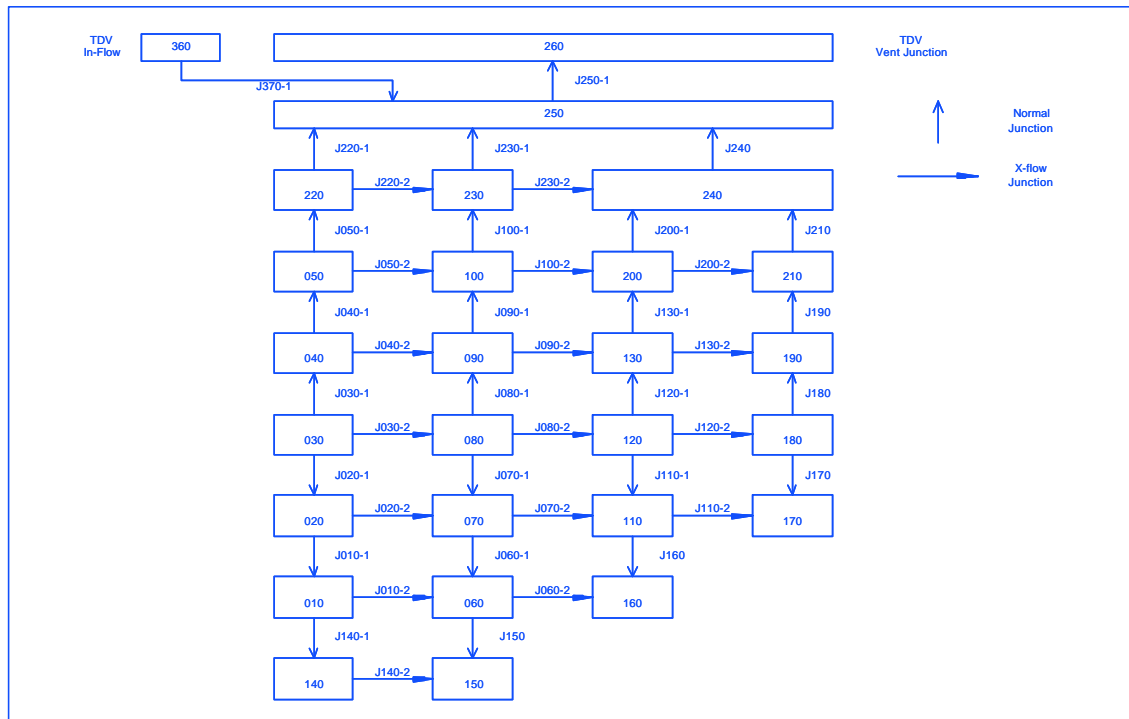 TDV
In-Flow
360
260
TDV
Vent Junction
J370-1
J250-1
250
Normal
Junction
J220-1
J230-1
J240
X-flow
Junction
220
J220-2
230
J230-2
240
J050-1
J100-1
J200-1
J210
050
J050-2
100
J100-2
200
J200-2
210
J040-1
J090-1
J130-1
J190
040
J040-2
090
J090-2
130
J130-2
190
J030-1
J080-1
J120-1
J180
030
J030-2
080
J080-2
120
J120-2
180
J020-1
J070-1
J110-1
J170
020
J020-2
070
J070-2
110
J110-2
170
J010-1
J060-1
J160
010
J010-2
060
J060-2
160
J140-1
J150
140
J140-2
150